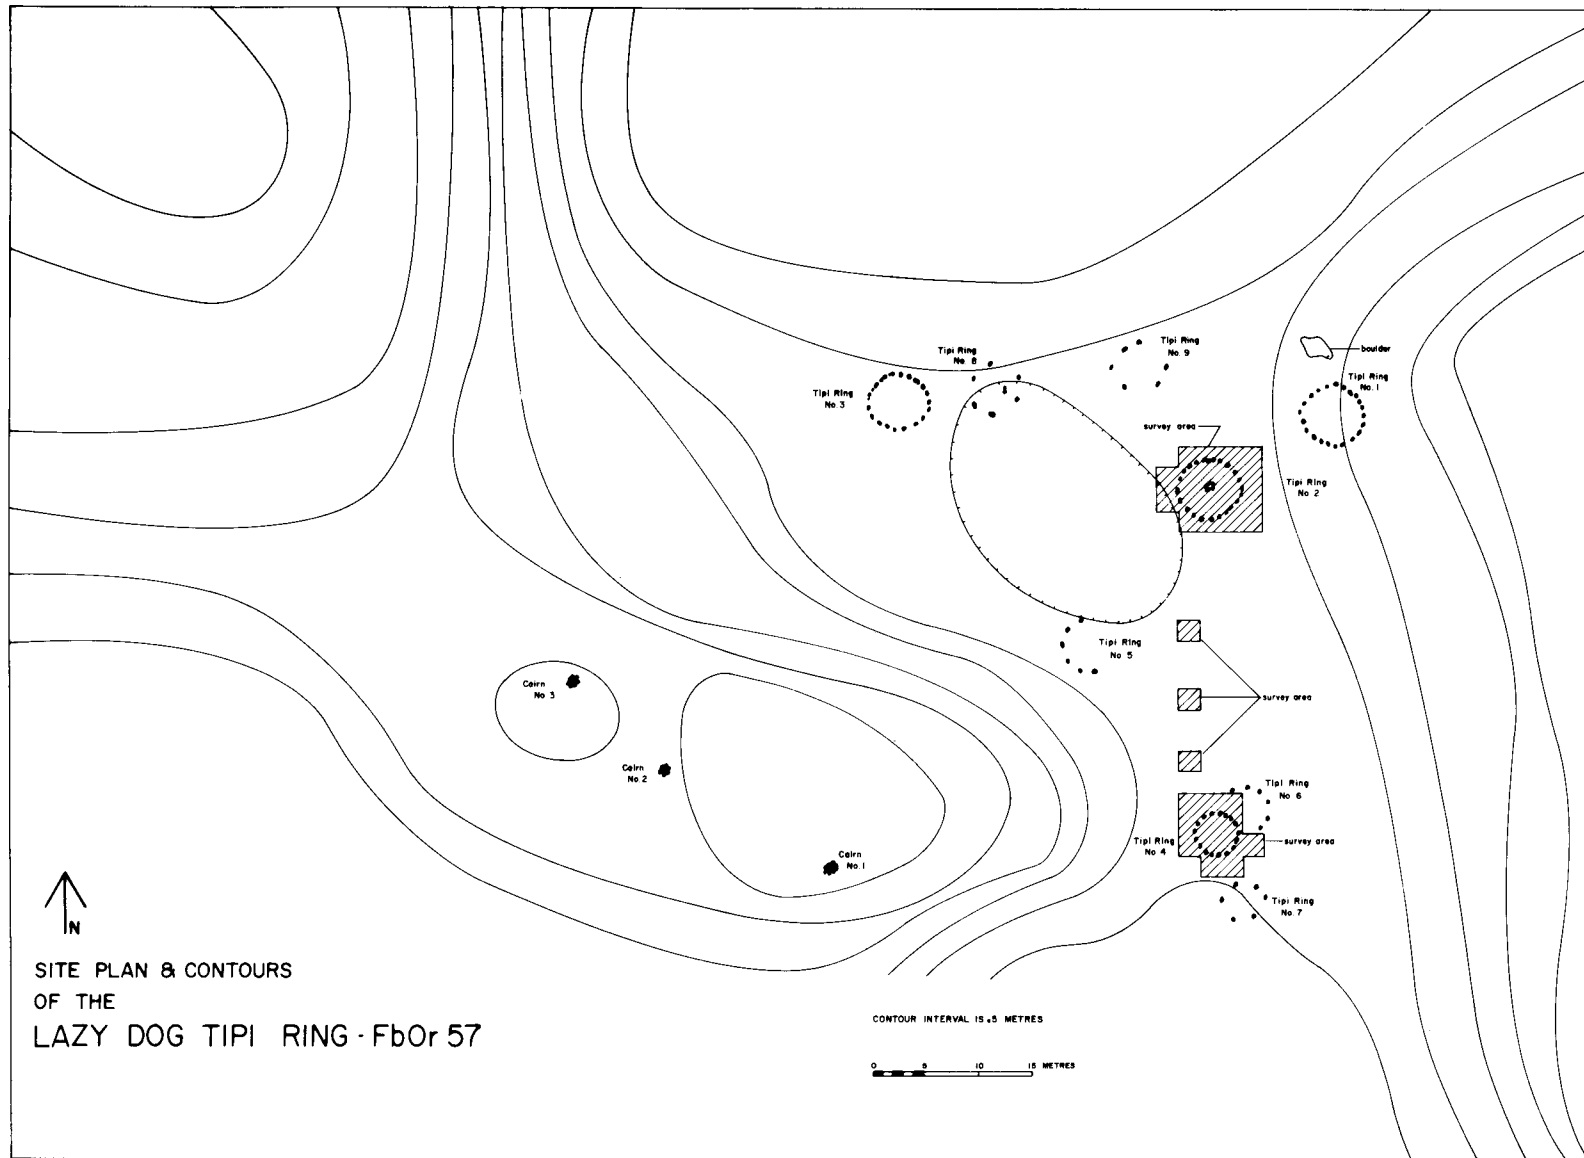 Tipi Ring
No. 9
Tipi Ring
No. 8
boulder
Tipi Ring
No. 1
Tipi Ring
No. 3
survey area
Tipi Ring
No. 2
Tipi Ring
No 5
Cairn
No 3
survey area
Cairn
No. 2
Tipi Ring
No 6
Tipi Ring
No. 4
survey area
Cairn
No. 1
Tipi Ring
No. 7
N
SITE PLAN & CONTOURS
OF THE
LAZY DOG TIPI RING - FbOr 57
CONTOUR INTERVAL IS .5 METRES
0 5 10 15 METRES